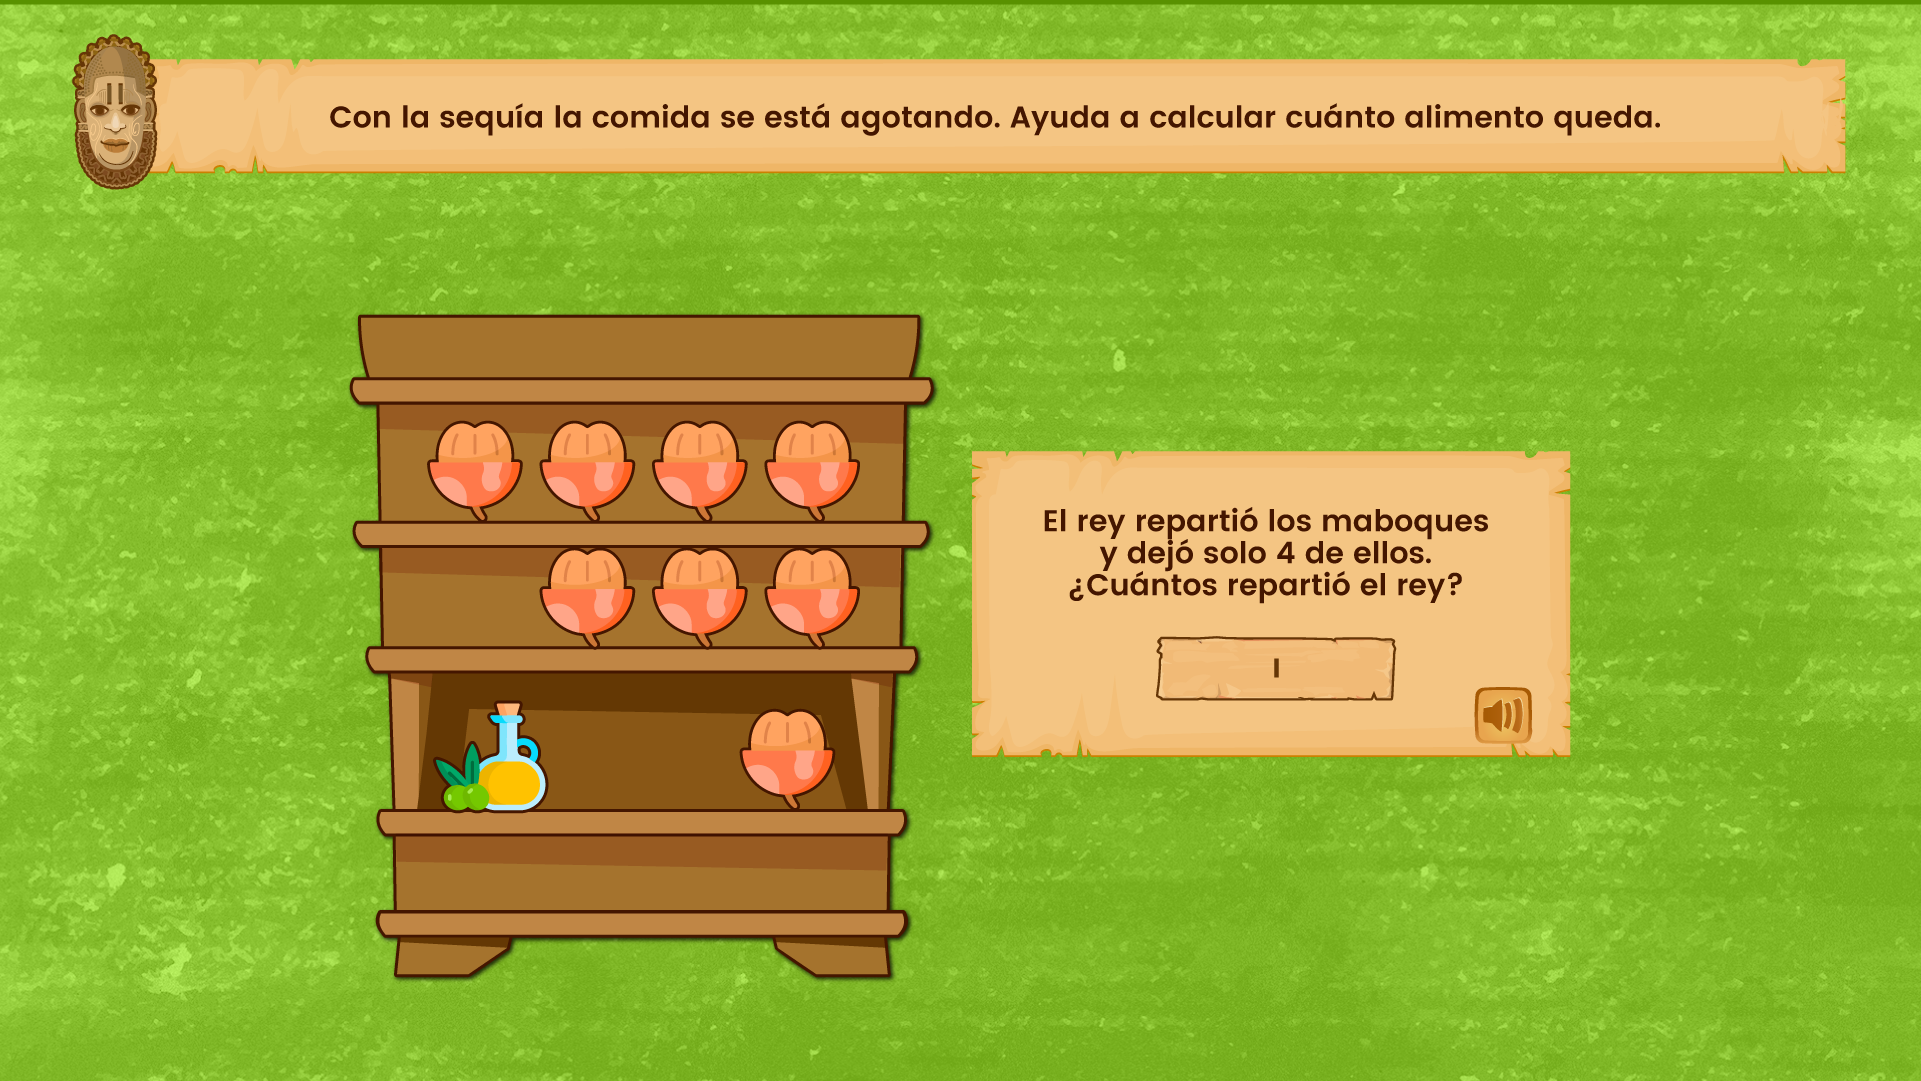 Con la sequía la comida se está agotando. Ayuda a calcular cuánto alimento queda.
El rey repartió los maboques
y dejó solo 4 de ellos.
¿Cuántos repartió el rey?